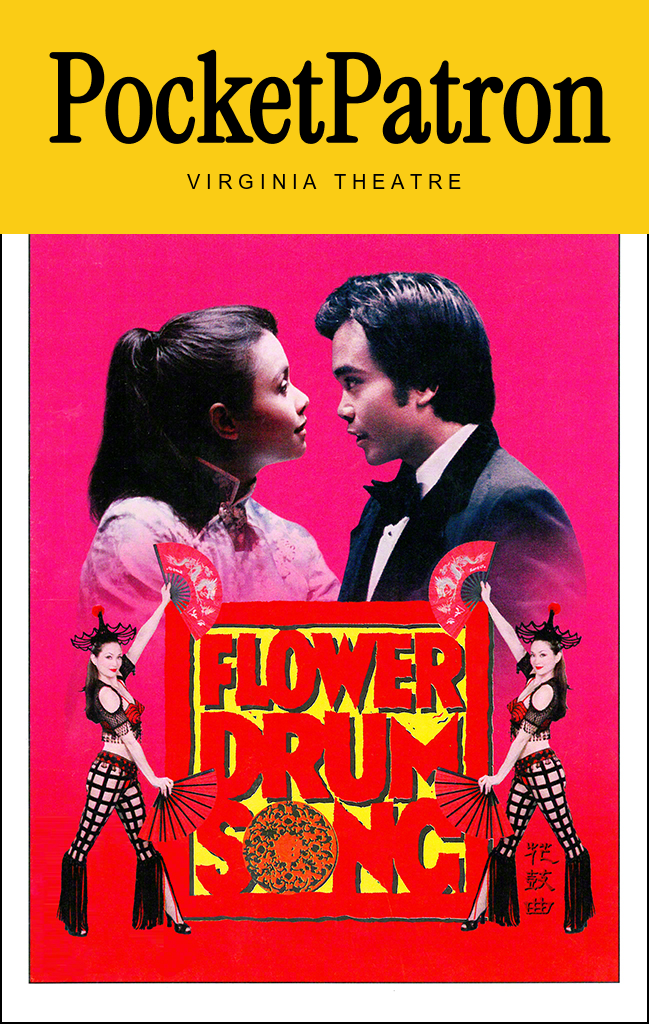 PocketPatron
VIRGINIA THEATRE
FLOWER
DRUM
SONG
花
鼓
曲